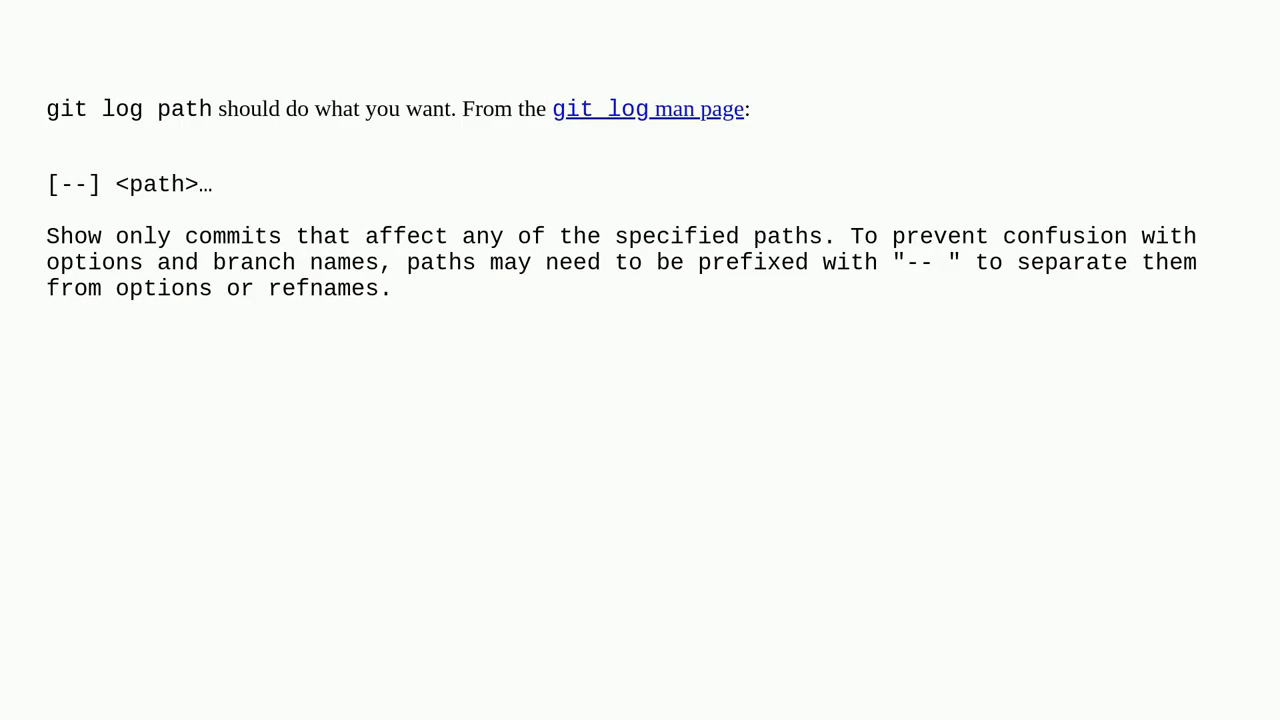 git log path should do what you want. From the git log man page:
[--] <path>…
Show only commits that affect any of the specified paths. To prevent confusion with
options and branch names, paths may need to be prefixed with "-- " to separate them
from options or refnames.